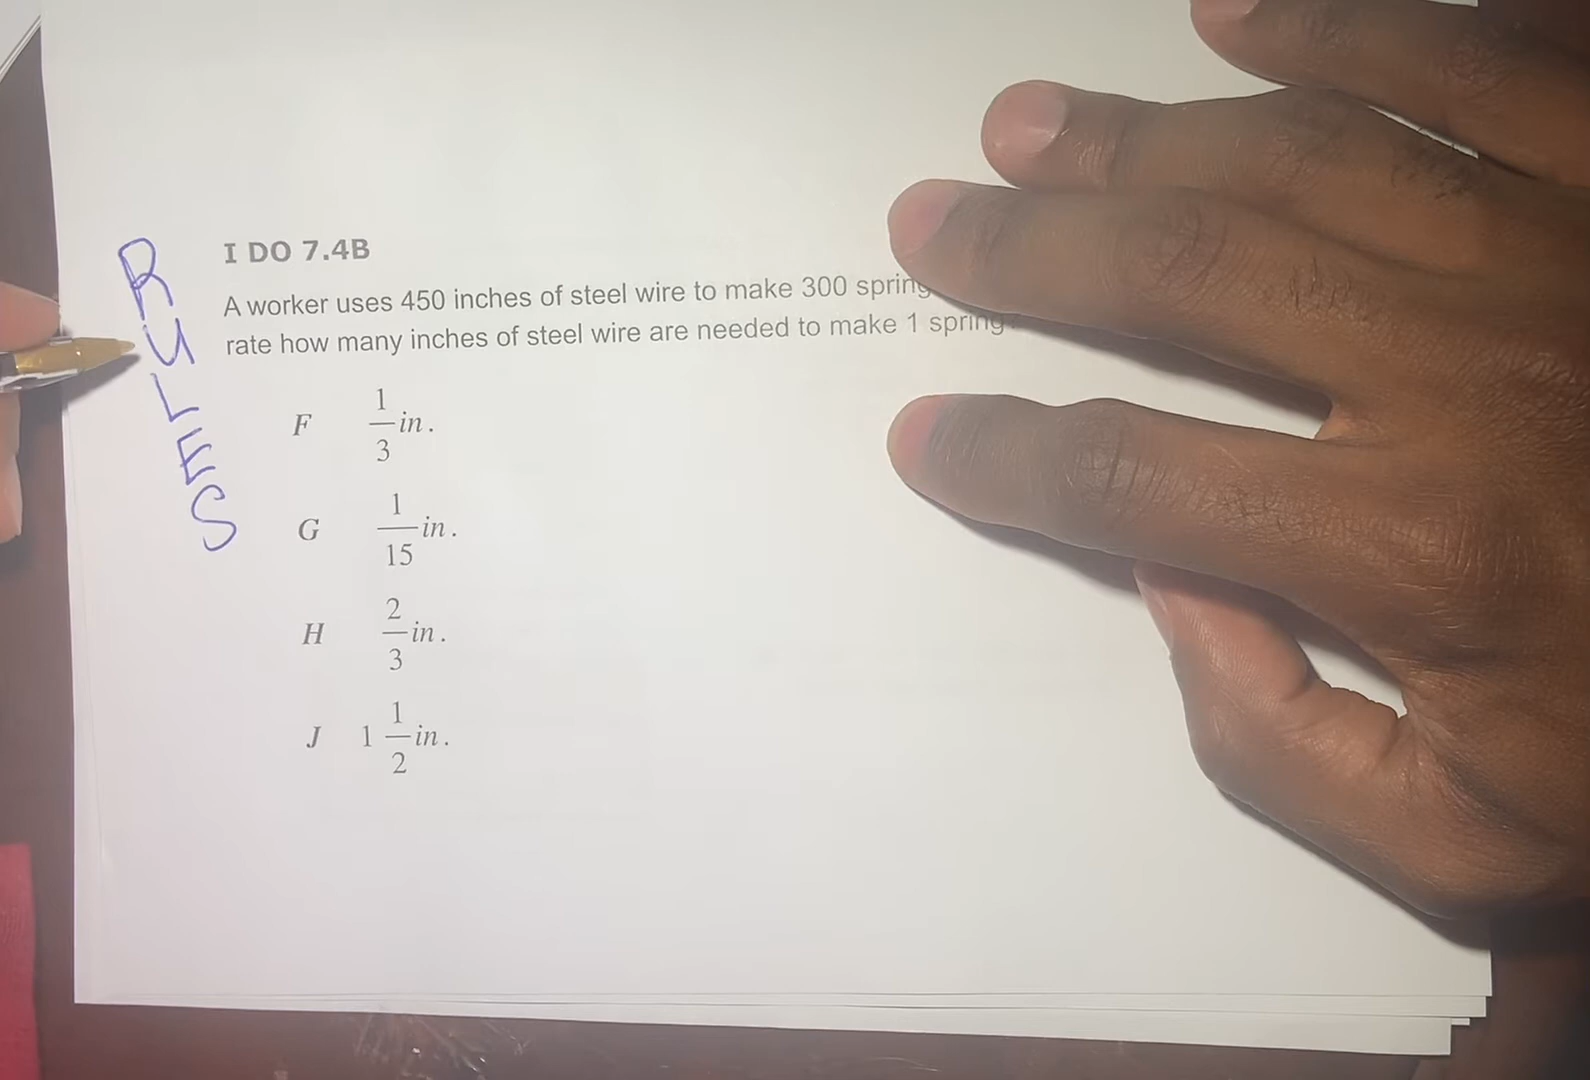 RULES
I DO 7.4B
A worker uses 450 inches of steel wire to make 300
rate how many inches of steel wire are needed to make 1 spring?
F 1/3 in.
G 1/15 in.
H 2/3 in.
J 1 1/2 in.